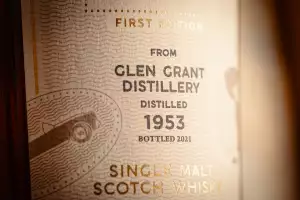 FIRST EDITION
FROM
GLEN GRANT
DISTILLERY
DISTILLED
1953
BOTTLED 2021
SINGLE MALT
SCOTCH WHISKY